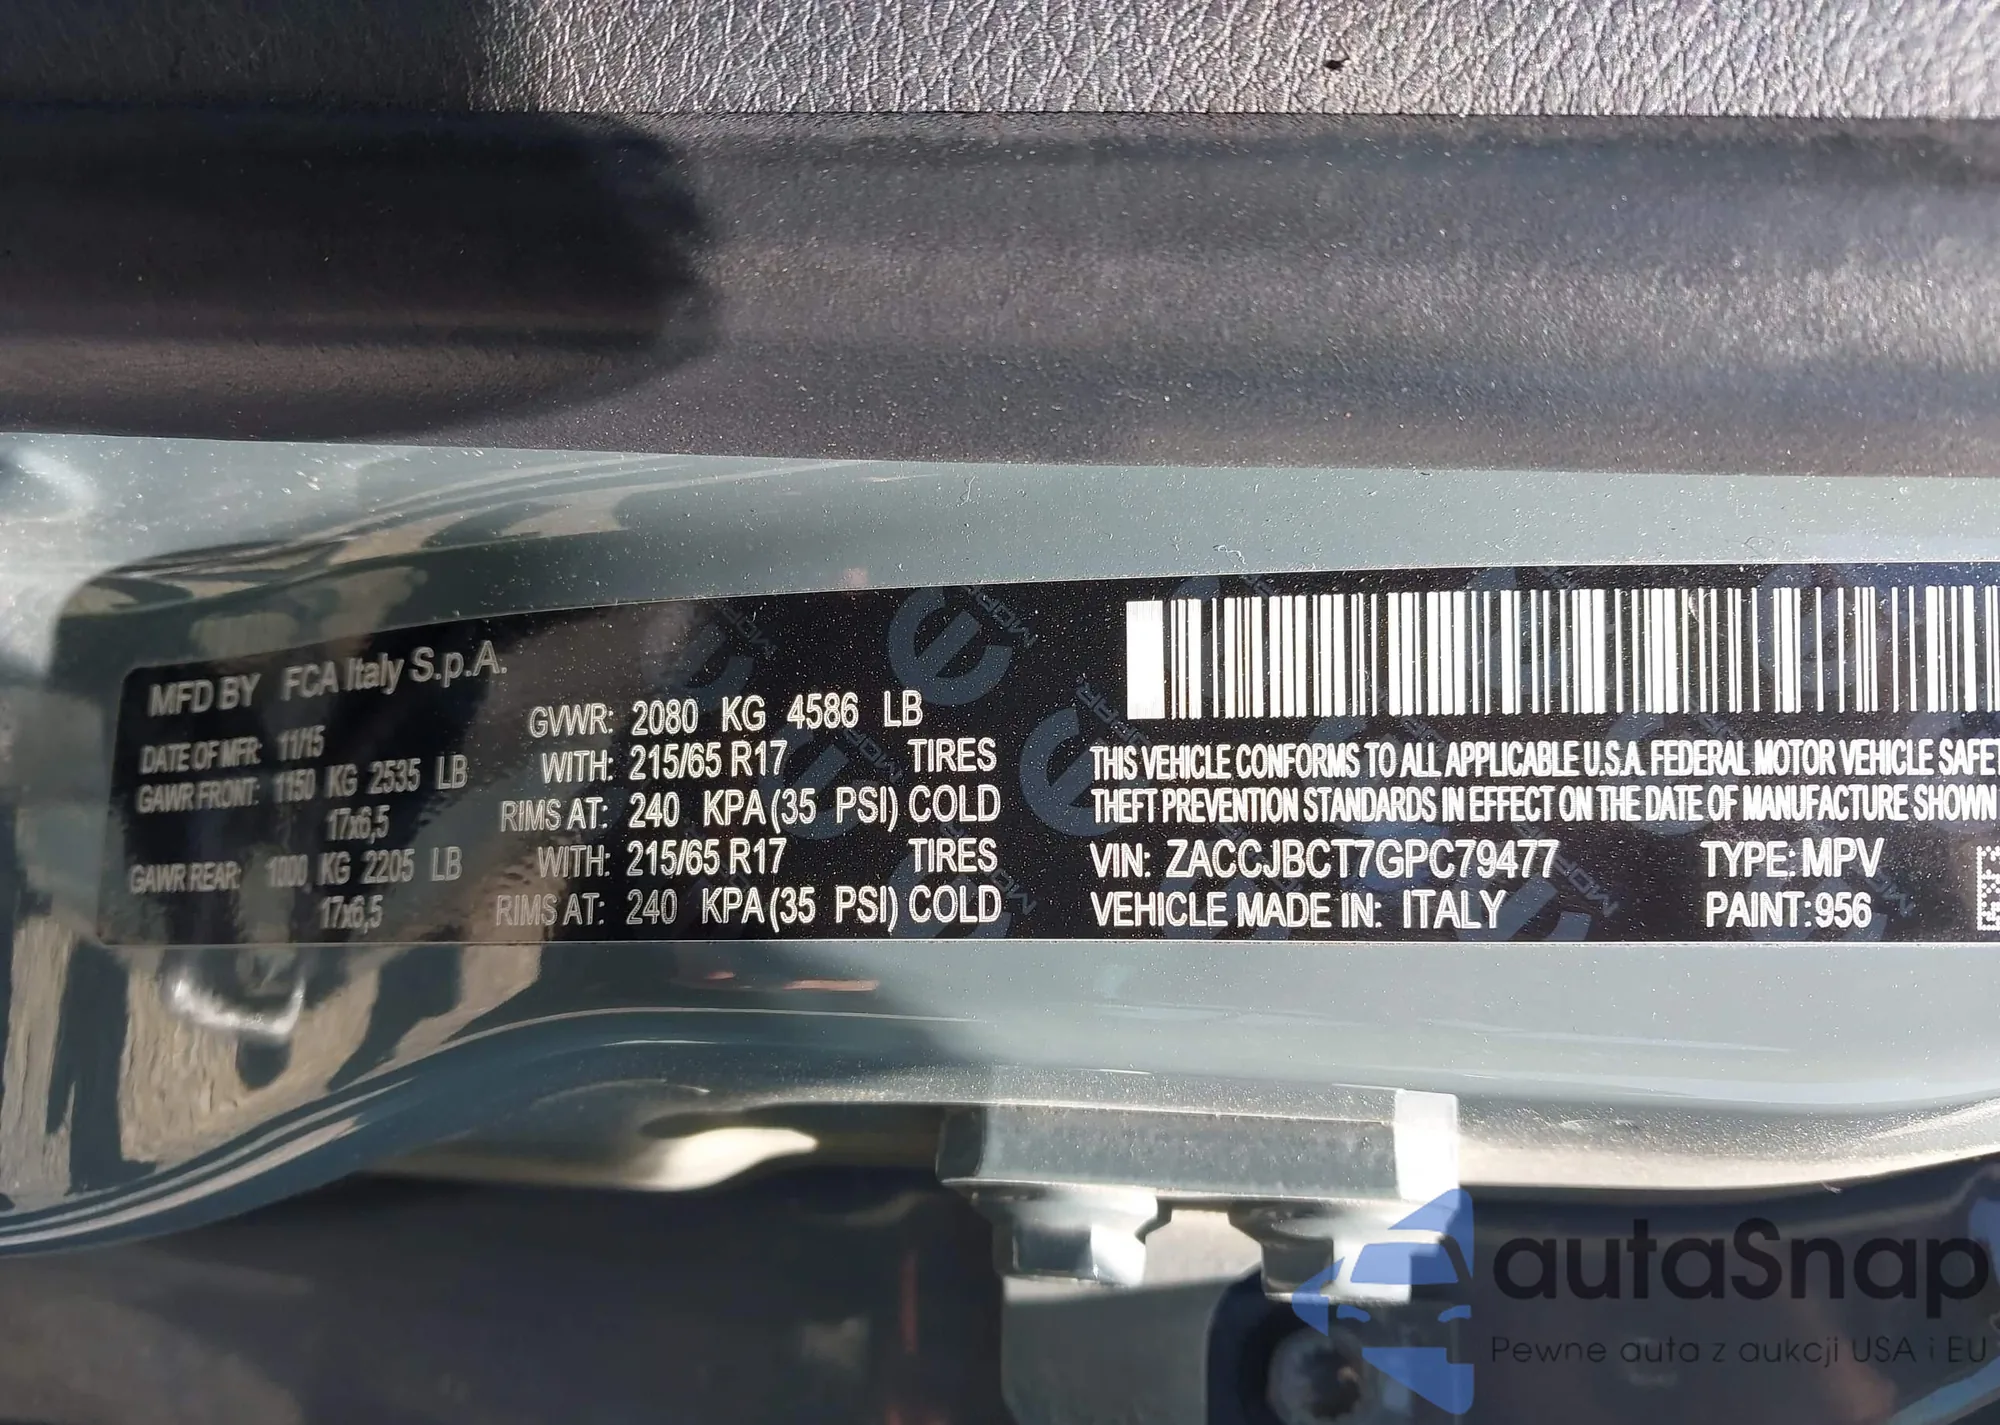 MFD BY FCA Italy S.p.A.
DATE OF MFR: 11/15
GAWR FRONT: 1150 KG 2535 LB
17x6,5
GAWR REAR: 1000 KG 2205 LB
17x6,5
GVWR: 2080 KG 4586 LB
WITH: 215/65 R17 TIRES
RIMS AT: 240 KPA (35 PSI) COLD
WITH: 215/65 R17 TIRES
RIMS AT: 240 KPA (35 PSI) COLD
THIS VEHICLE CONFORMS TO ALL APPLICABLE U.S.A. FEDERAL MOTOR VEHICLE SAFET
THEFT PREVENTION STANDARDS IN EFFECT ON THE DATE OF MANUFACTURE SHOWN
VIN: ZACCJBCT7GPC79477 TYPE: MPV
VEHICLE MADE IN: ITALY PAINT: 956
MOPAR
autaSnap
Pewne auta z aukcji USA i EU